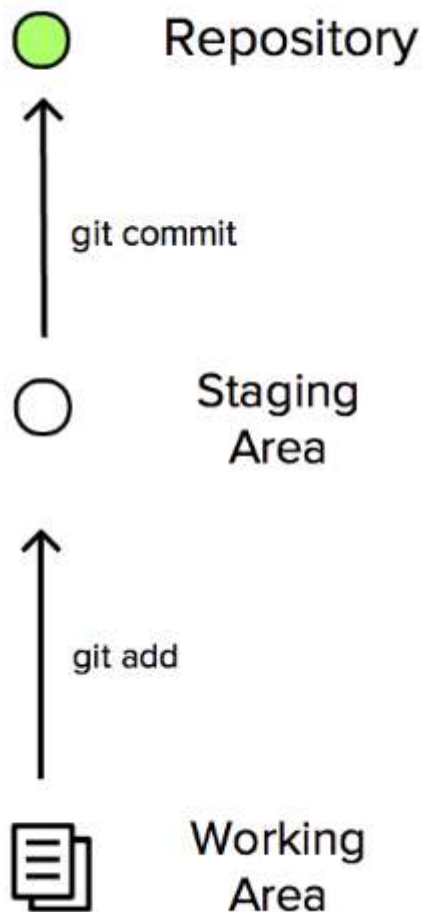 Repository
git commit
Staging
Area
git add
Working
Area